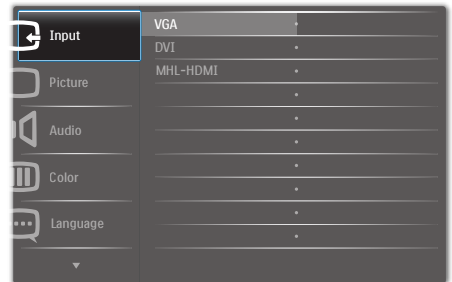 Input
Picture
Audio
Color
Language
VGA
DVI
MHL-HDMI